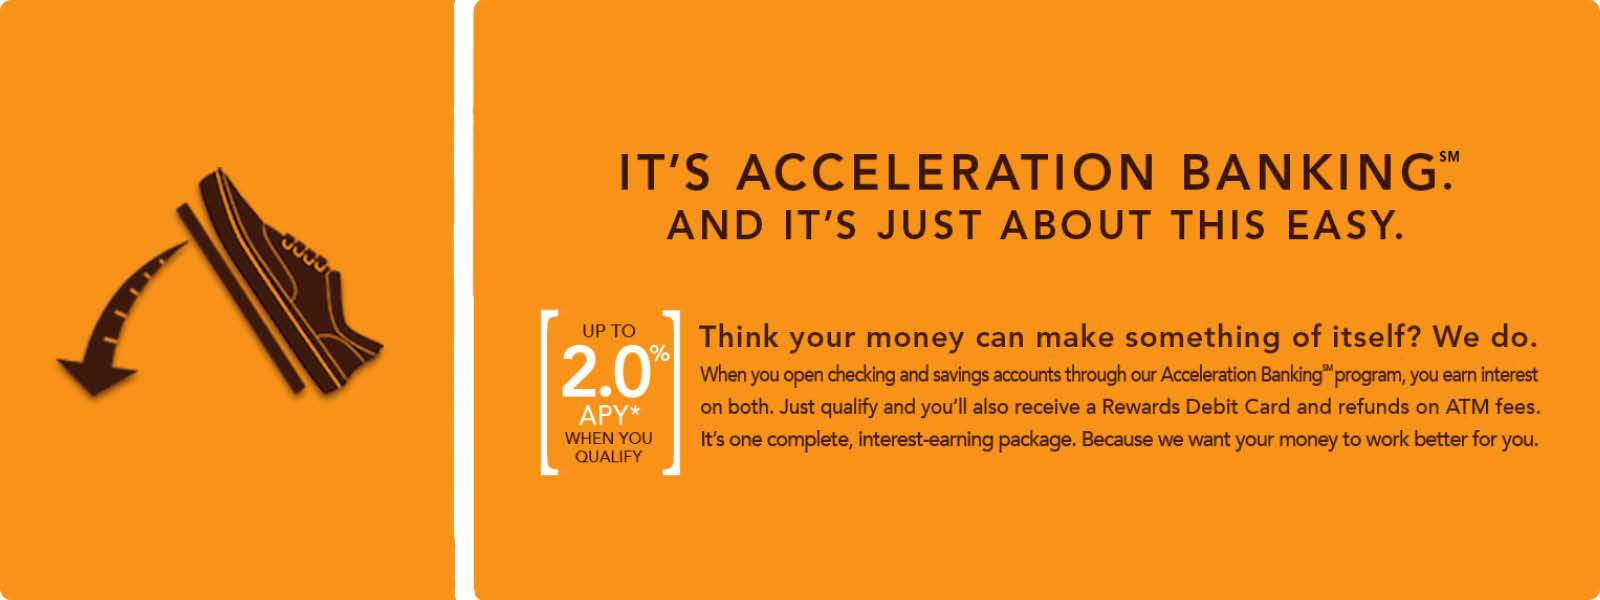 IT'S ACCELERATION BANKING.℠
AND IT'S JUST ABOUT THIS EASY.
UP TO
2.0%
APY*
WHEN YOU
QUALIFY
Think your money can make something of itself? We do.
When you open checking and savings accounts through our Acceleration Banking℠ program, you earn interest
on both. Just qualify and you'll also receive a Rewards Debit Card and refunds on ATM fees.
It's one complete, interest-earning package. Because we want your money to work better for you.